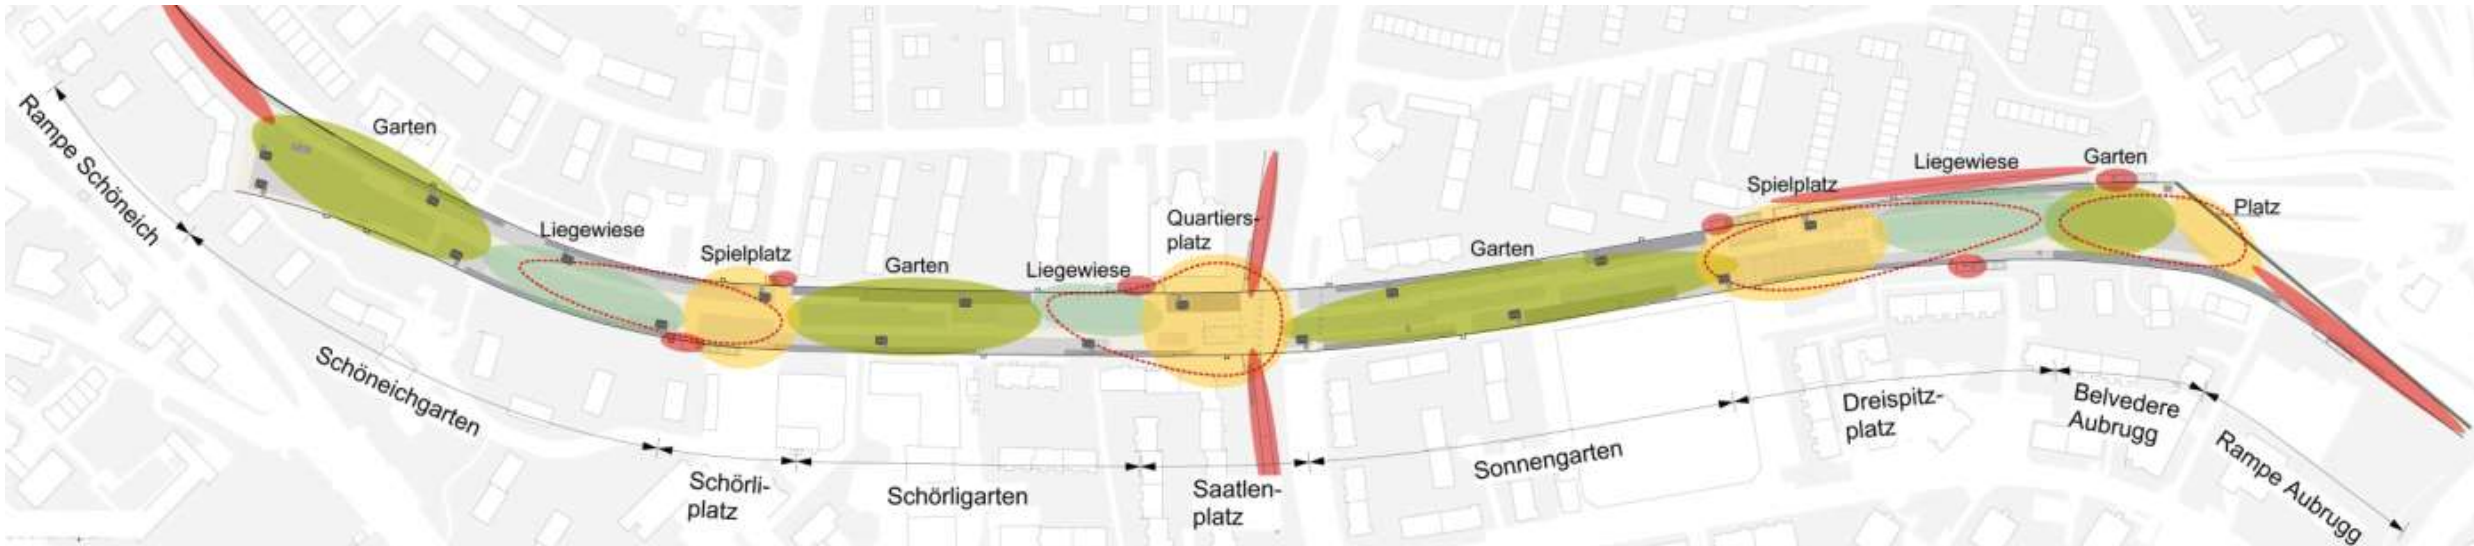 Garten
Liegewiese
Spielplatz
Garten
Liegewiese
Quartiers-
platz
Garten
Spielplatz
Liegewiese
Garten
Platz
Rampe Schöneich
Schöneichgarten
Schörli-
platz
Schörligarten
Saatlen-
platz
Sonnengarten
Dreispitz-
platz
Belvedere
Aubrugg
Rampe Aubrugg